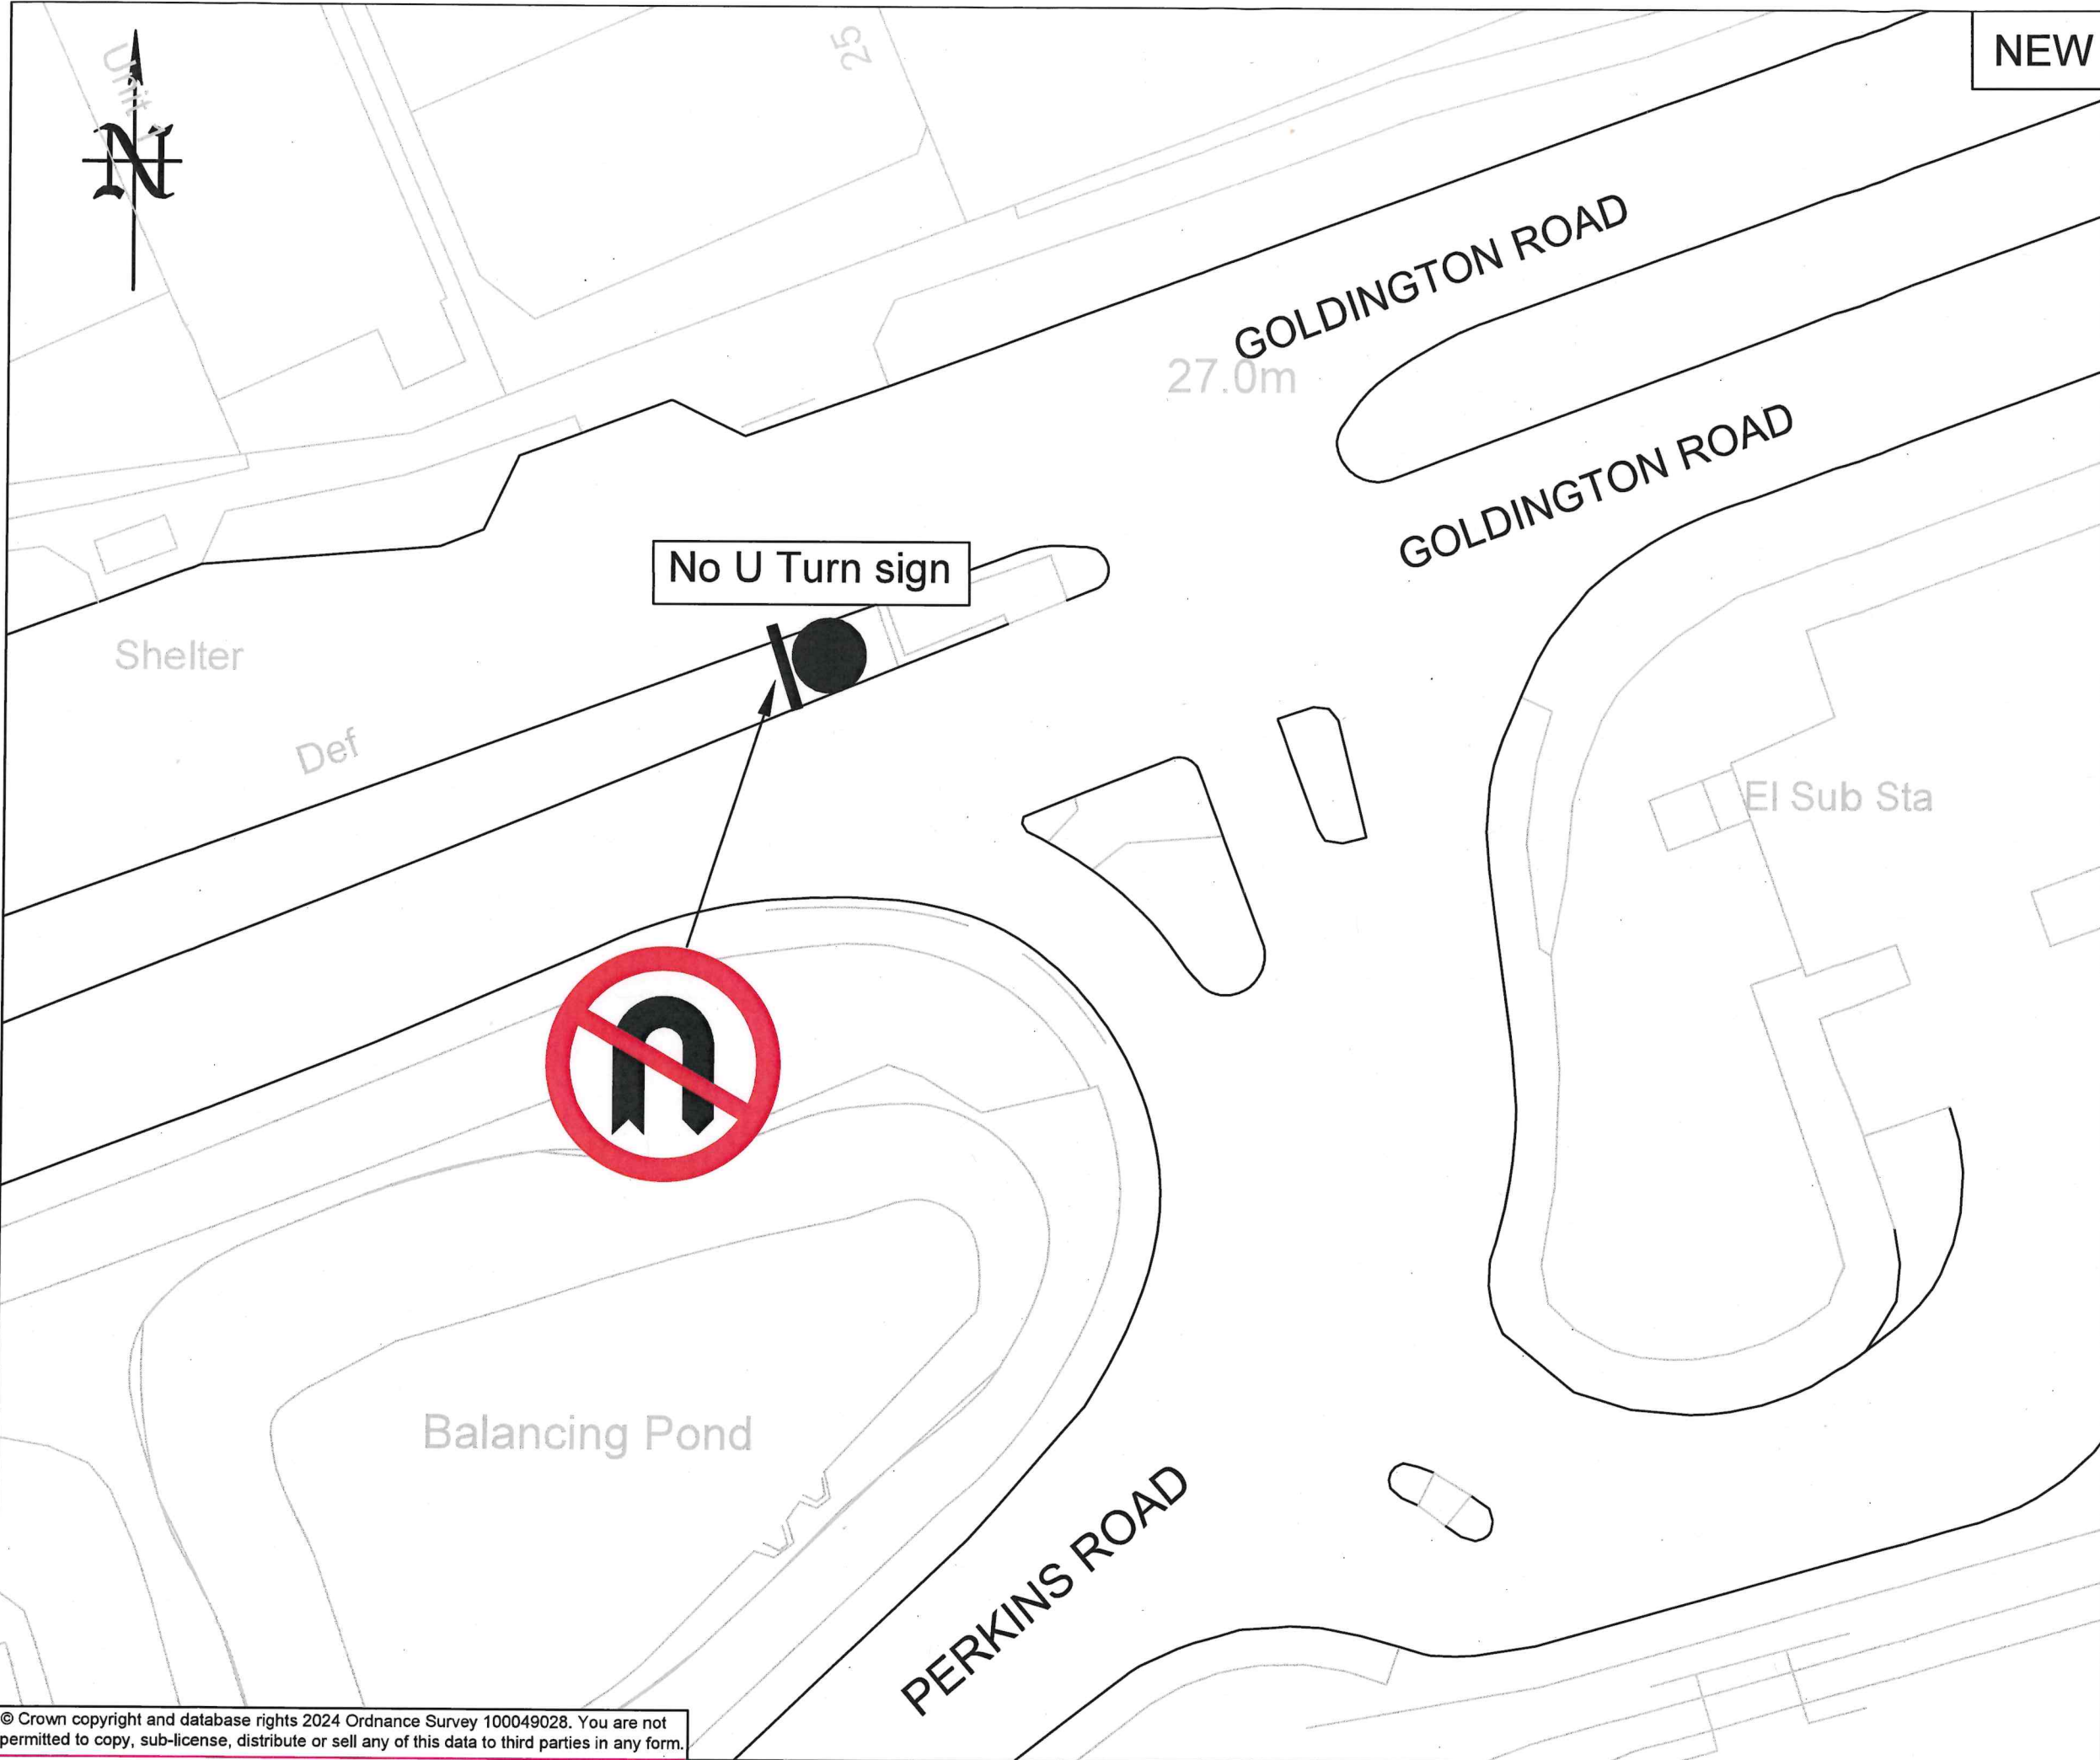 NEW
Unit 1
N
25
GOLDINGTON ROAD
27.0m
GOLDINGTON ROAD
No U Turn sign
Shelter
Def
El Sub Sta
Balancing Pond
PERKINS ROAD
© Crown copyright and database rights 2024 Ordnance Survey 100049028. You are not
permitted to copy, sub-license, distribute or sell any of this data to third parties in any form.